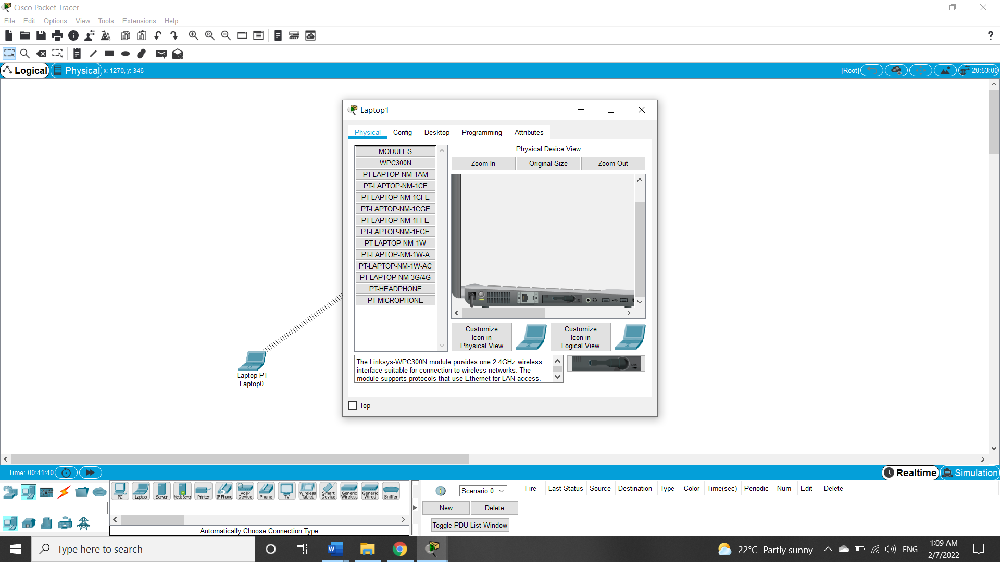 Cisco Packet Tracer
File Edit Options View Tools Extensions Help
?
Logical Physical x: 1270, y: 346
[Root] 20:53:00
Laptop1
Physical Config Desktop Programming Attributes
MODULES
WPC300N
PT-LAPTOP-NM-1AM
PT-LAPTOP-NM-1CE
PT-LAPTOP-NM-1CFE
PT-LAPTOP-NM-1CGE
PT-LAPTOP-NM-1FFE
PT-LAPTOP-NM-1FGE
PT-LAPTOP-NM-1W
PT-LAPTOP-NM-1W-A
PT-LAPTOP-NM-1W-AC
PT-LAPTOP-NM-3G/4G
PT-HEADPHONE
PT-MICROPHONE
Physical Device View
Zoom In Original Size Zoom Out
Customize
Icon in
Physical View
Customize
Icon in
Logical View
The Linksys-WPC300N module provides one 2.4GHz wireless
interface suitable for connection to wireless networks. The
module supports protocols that use Ethernet for LAN access.
Top
Laptop-PT
Laptop0
Time: 00:41:40
Realtime Simulation
PC
Laptop
Server
Meraki Server
Printer
IP Phone
VoIP
Device
Phone
TV
Wireless
Tablet
Smart
Device
Generic
Wireless
Generic
Wired
Sniffer
Automatically Choose Connection Type
Scenario 0
New Delete
Toggle PDU List Window
Fire Last Status Source Destination Type Color Time(sec) Periodic Num Edit Delete
Type here to search
22°C Partly sunny
ENG
1:09 AM
2/7/2022